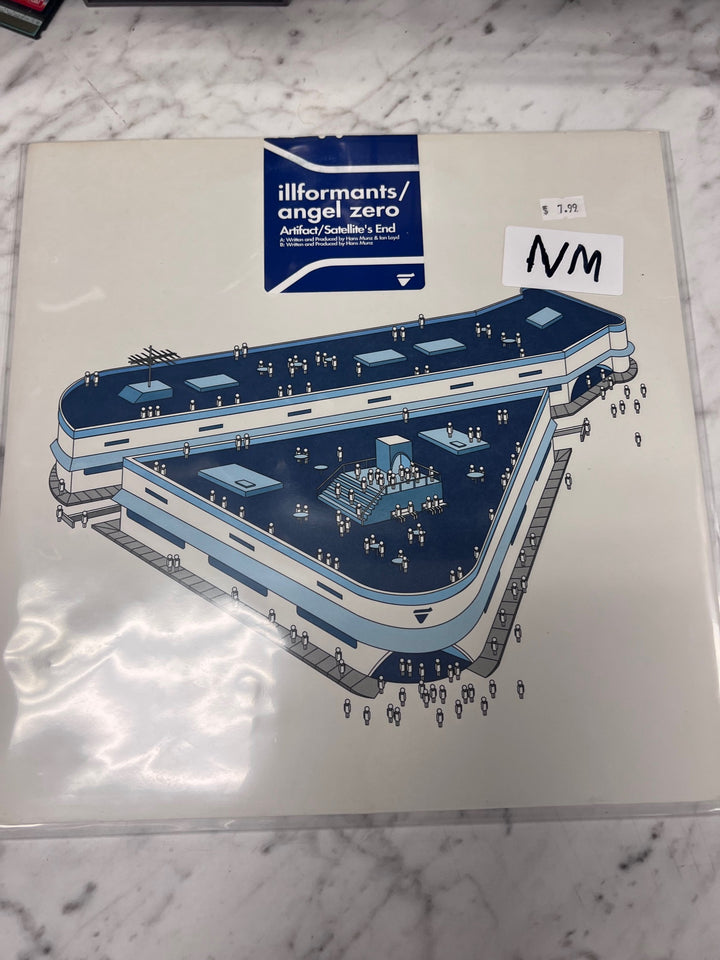 illformants/
angel zero
Artifact/Satellite's End
A: Written and Produced by Hans Munz & Ian Loyd
B: Written and Produced by Hans Munz
$ 7.99
NM